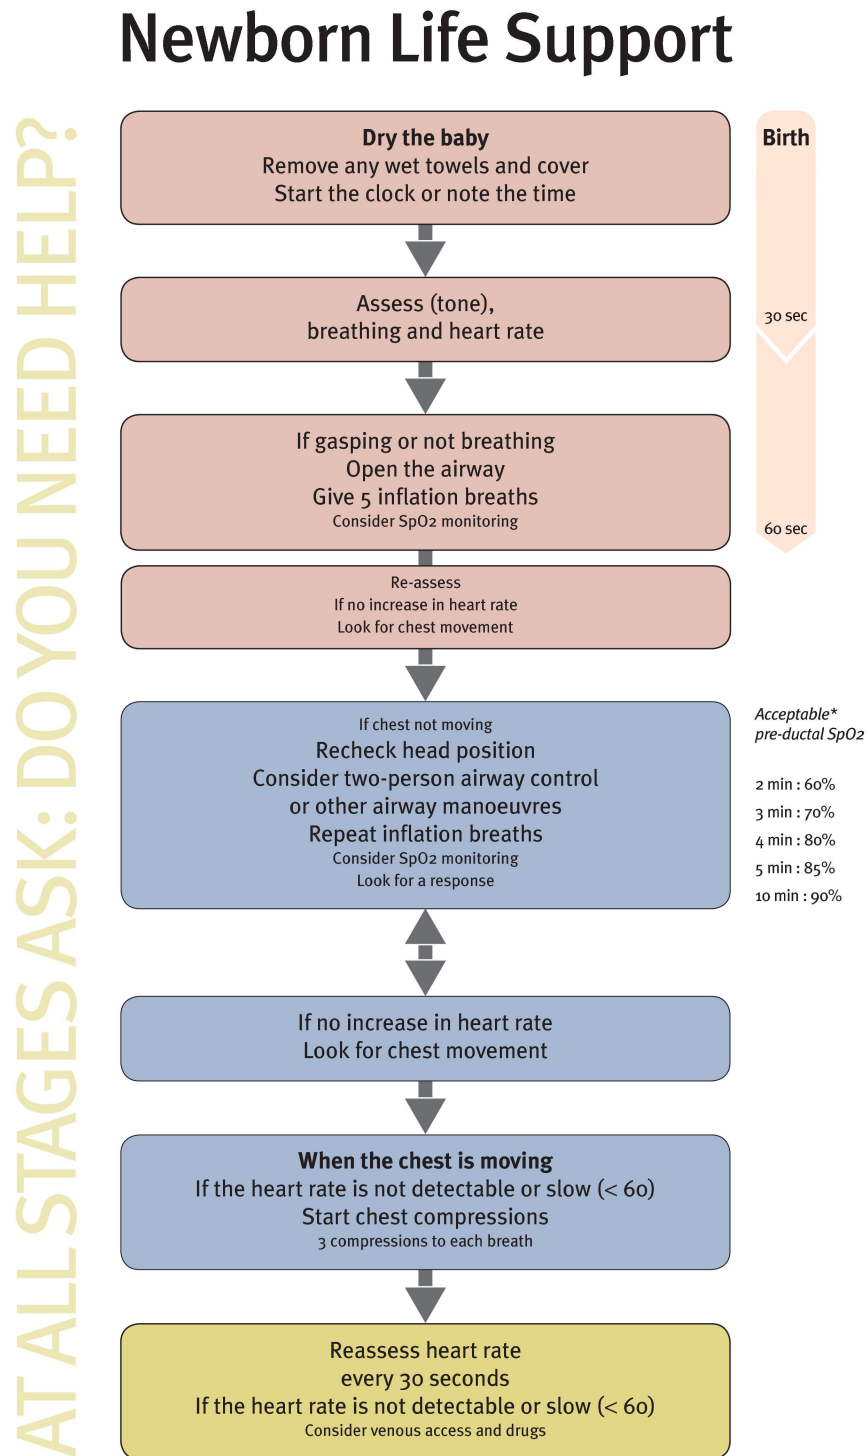 Newborn Life Support
AT ALL STAGES ASK: DO YOU NEED HELP?
Dry the baby
Remove any wet towels and cover
Start the clock or note the time
Birth
Assess (tone),
breathing and heart rate
30 sec
If gasping or not breathing
Open the airway
Give 5 inflation breaths
Consider SpO2 monitoring
60 sec
Re-assess
If no increase in heart rate
Look for chest movement
If chest not moving
Recheck head position
Consider two-person airway control
or other airway manoeuvres
Repeat inflation breaths
Consider SpO2 monitoring
Look for a response
Acceptable*
pre-ductal SpO2
2 min : 60%
3 min : 70%
4 min : 80%
5 min : 85%
10 min : 90%
If no increase in heart rate
Look for chest movement
When the chest is moving
If the heart rate is not detectable or slow (< 60)
Start chest compressions
3 compressions to each breath
Reassess heart rate
every 30 seconds
If the heart rate is not detectable or slow (< 60)
Consider venous access and drugs